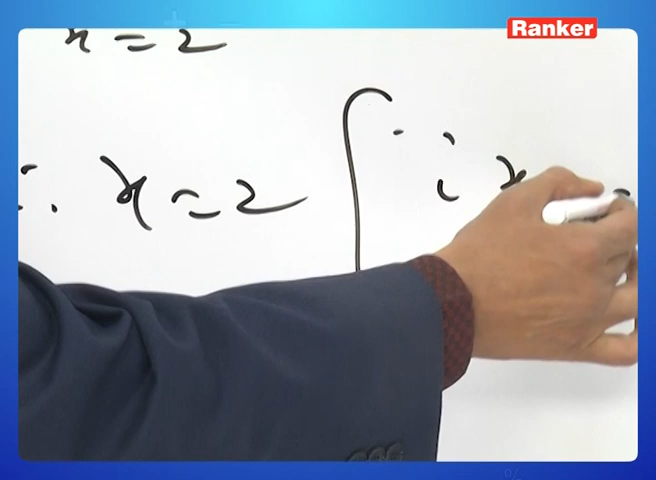 Ranker
x = 2
∴ x = 2 [∵ x